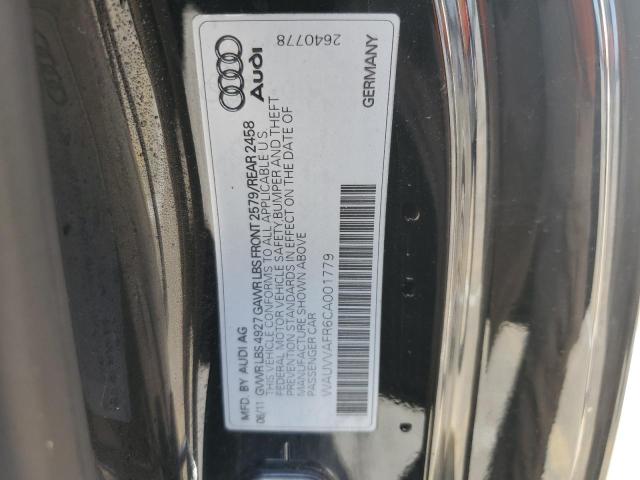 Audi
2640778
GERMANY
MFD. BY AUDI AG
06/11 GVWR LBS 4927 GAWR LBS FRONT 2579/REAR 2458
THIS VEHICLE CONFORMS TO ALL APPLICABLE U.S.
FEDERAL MOTOR VEHICLE SAFETY BUMPER AND THEFT
PREVENTION STANDARDS IN EFFECT ON THE DATE OF
MANUFACTURE SHOWN ABOVE
PASSENGER CAR
WAUVVAFR6CA001779